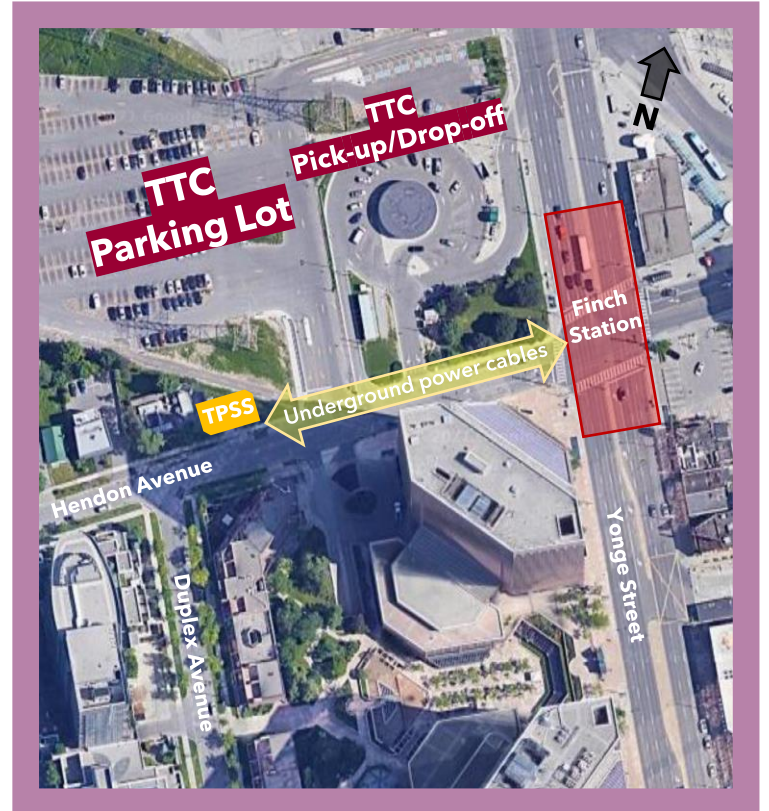 N
TTC
Pick-up/Drop-off
TTC
Parking Lot
Finch
Station
Underground power cables
TPSS
Hendon Avenue
Yonge Street
Duplex Avenue